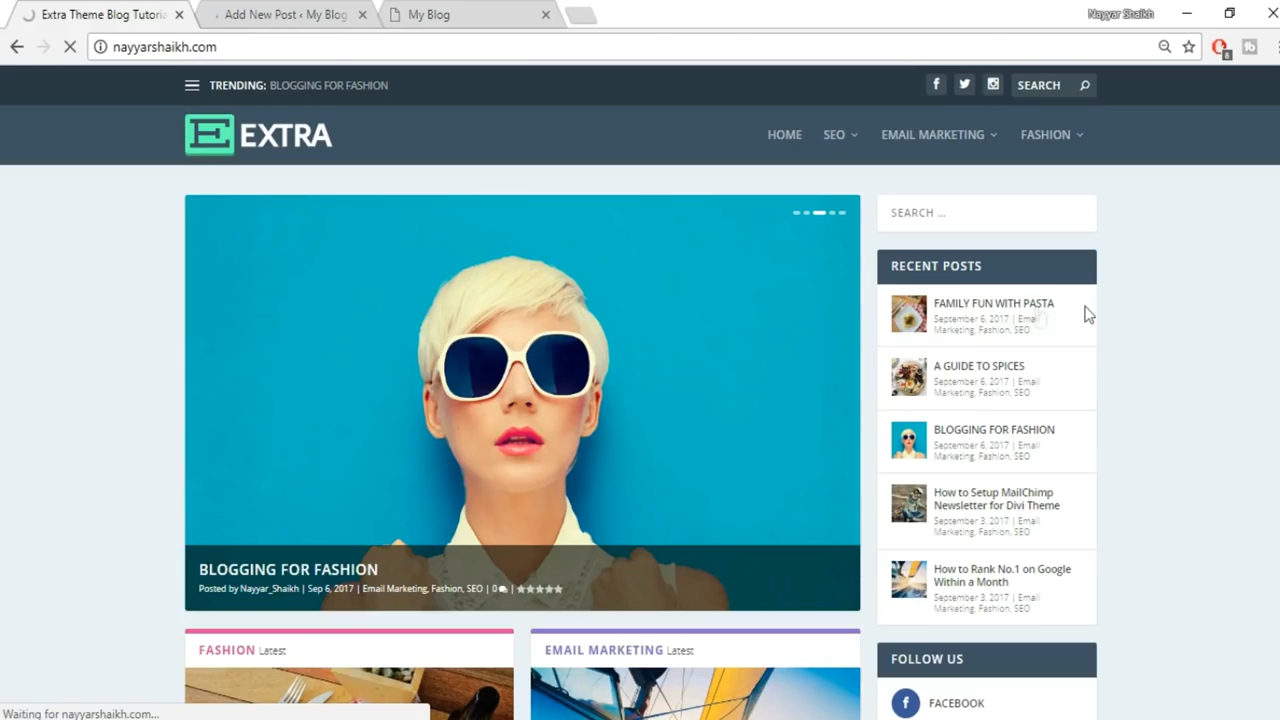 Extra Theme Blog Tutoria
Add New Post ‹ My Blog
My Blog
Nayyar Shaikh
nayyarshaikh.com
8
TRENDING: BLOGGING FOR FASHION
SEARCH
E EXTRA
HOME
SEO
EMAIL MARKETING
FASHION
SEARCH ...
RECENT POSTS
FAMILY FUN WITH PASTA
September 6, 2017 | Email
Marketing, Fashion, SEO
A GUIDE TO SPICES
September 6, 2017 | Email
Marketing, Fashion, SEO
BLOGGING FOR FASHION
September 6, 2017 | Email
Marketing, Fashion, SEO
How to Setup MailChimp
Newsletter for Divi Theme
September 3, 2017 | Email
Marketing, Fashion, SEO
How to Rank No.1 on Google
Within a Month
September 3, 2017 | Email
Marketing, Fashion, SEO
BLOGGING FOR FASHION
Posted by Nayyar_Shaikh | Sep 6, 2017 | Email Marketing, Fashion, SEO | 0 |
FASHION Latest
EMAIL MARKETING Latest
FOLLOW US
f FACEBOOK
Waiting for nayyarshaikh.com...